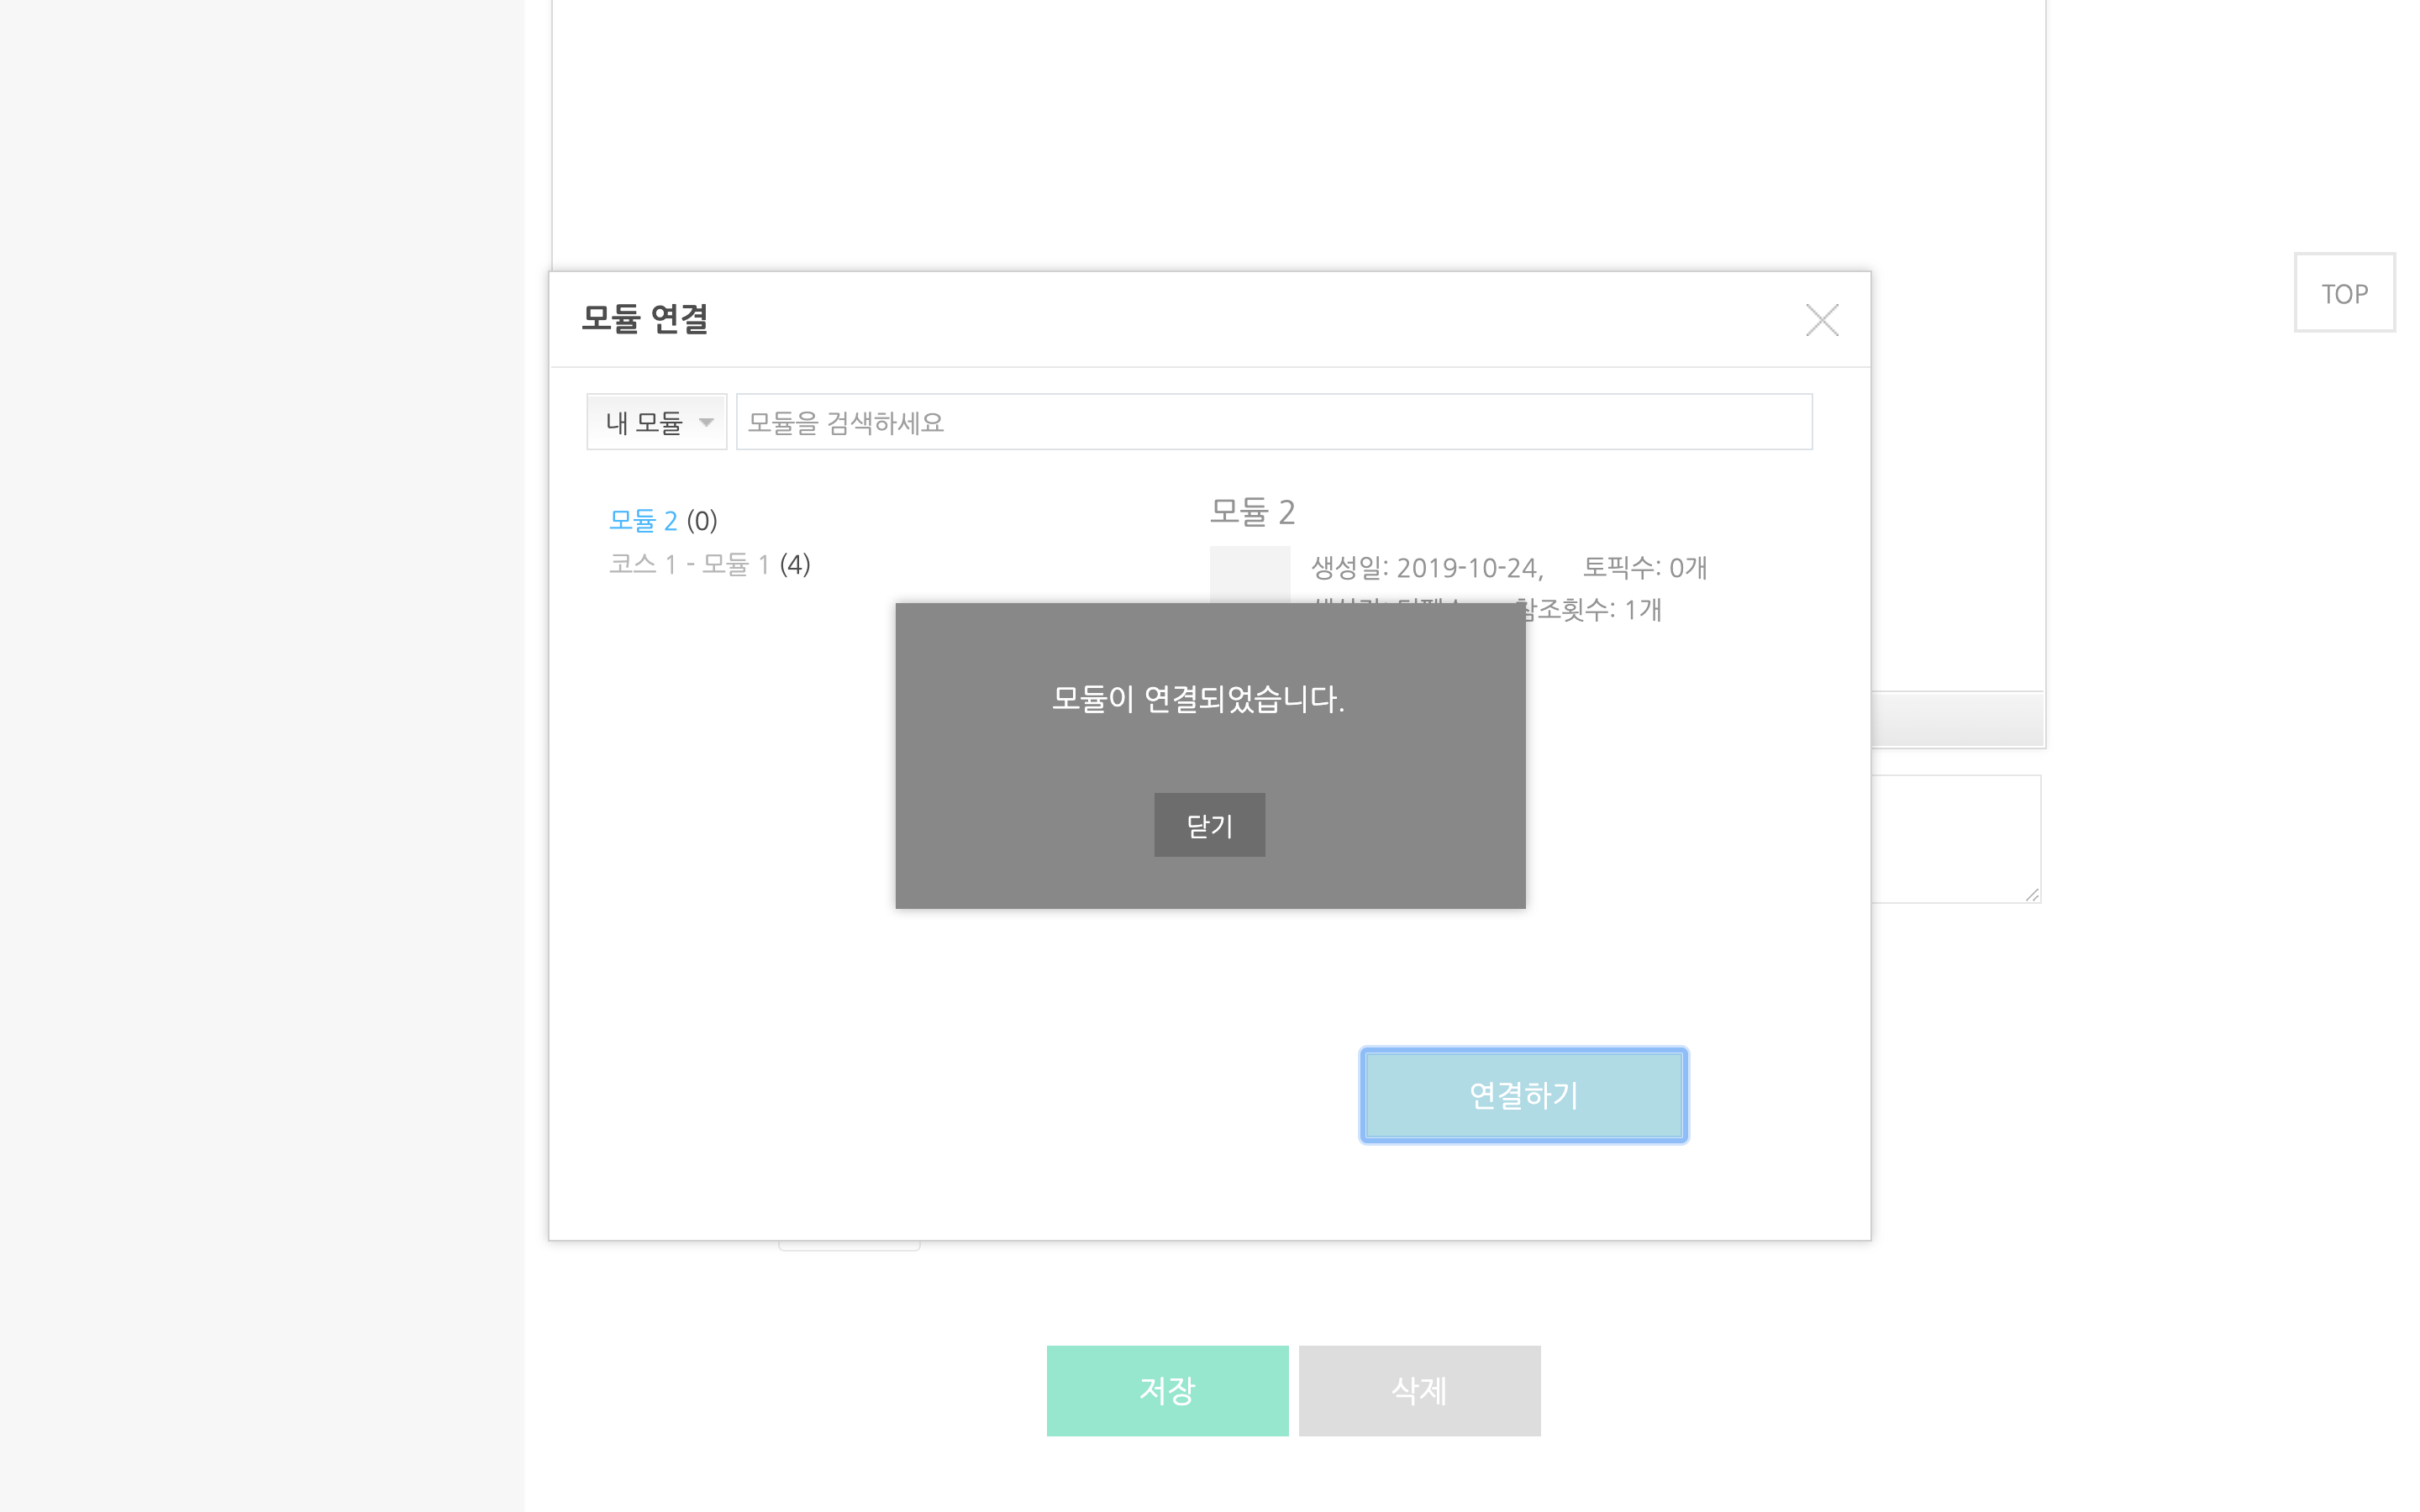 TOP
모듈 연결
내 모듈 모듈을 검색하세요
모듈 2 (0)
코스 1 - 모듈 1 (4)
모듈 2
생성일: 2019-10-24, 토픽수: 0개
참조횟수: 1개
모듈이 연결되었습니다.
닫기
연결하기
저장 삭제